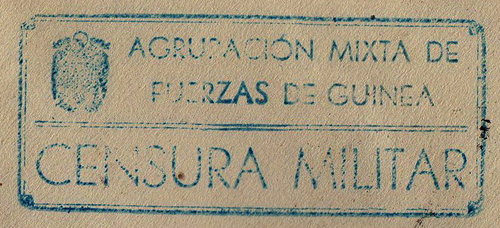 AGRUPACIÓN MIXTA DE
FUERZAS DE GUINEA
CENSURA MILITAR